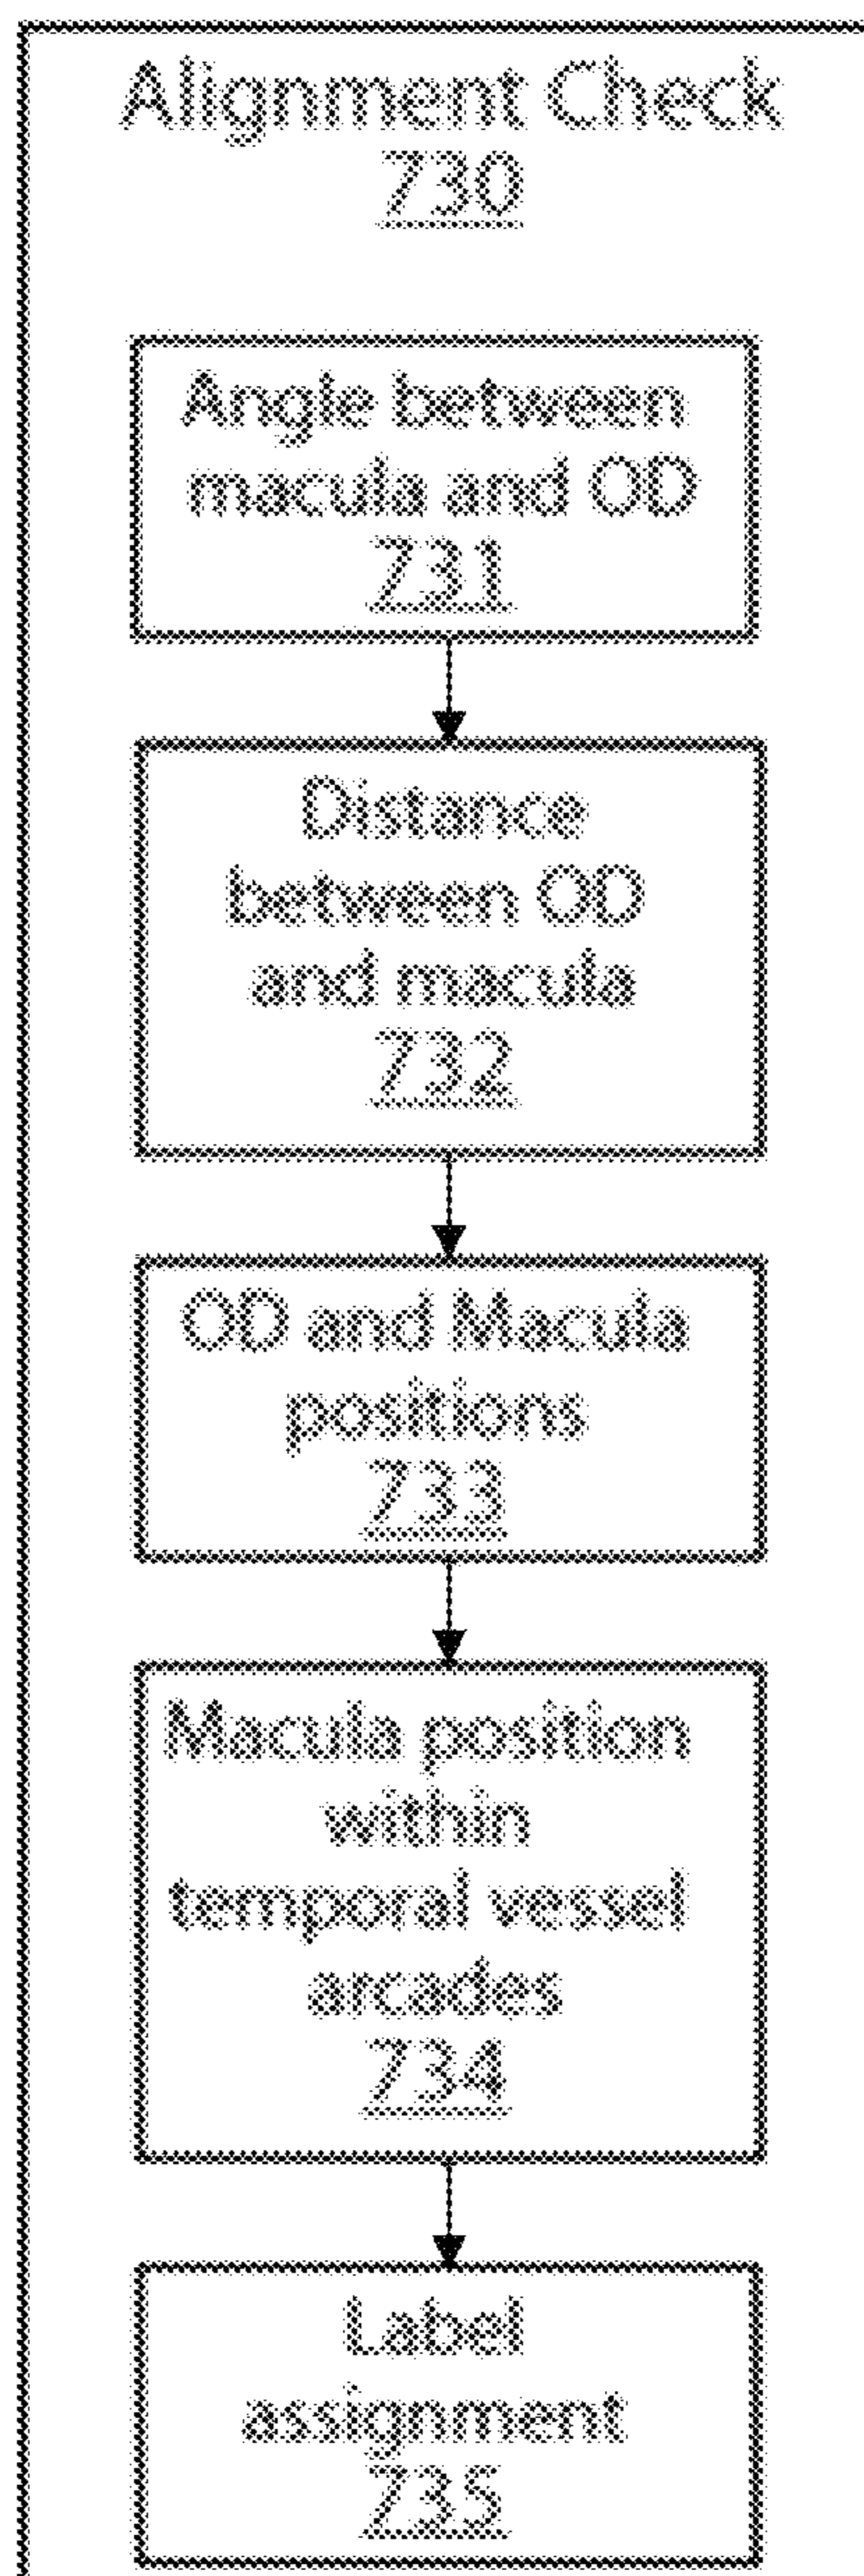 Alignment Check
730
Angle between
macula and OD
731
Distance
between OD
and macula
732
OD and Macula
positions
733
Macula position
within
temporal vessel
arcades
734
Label
assignment
735